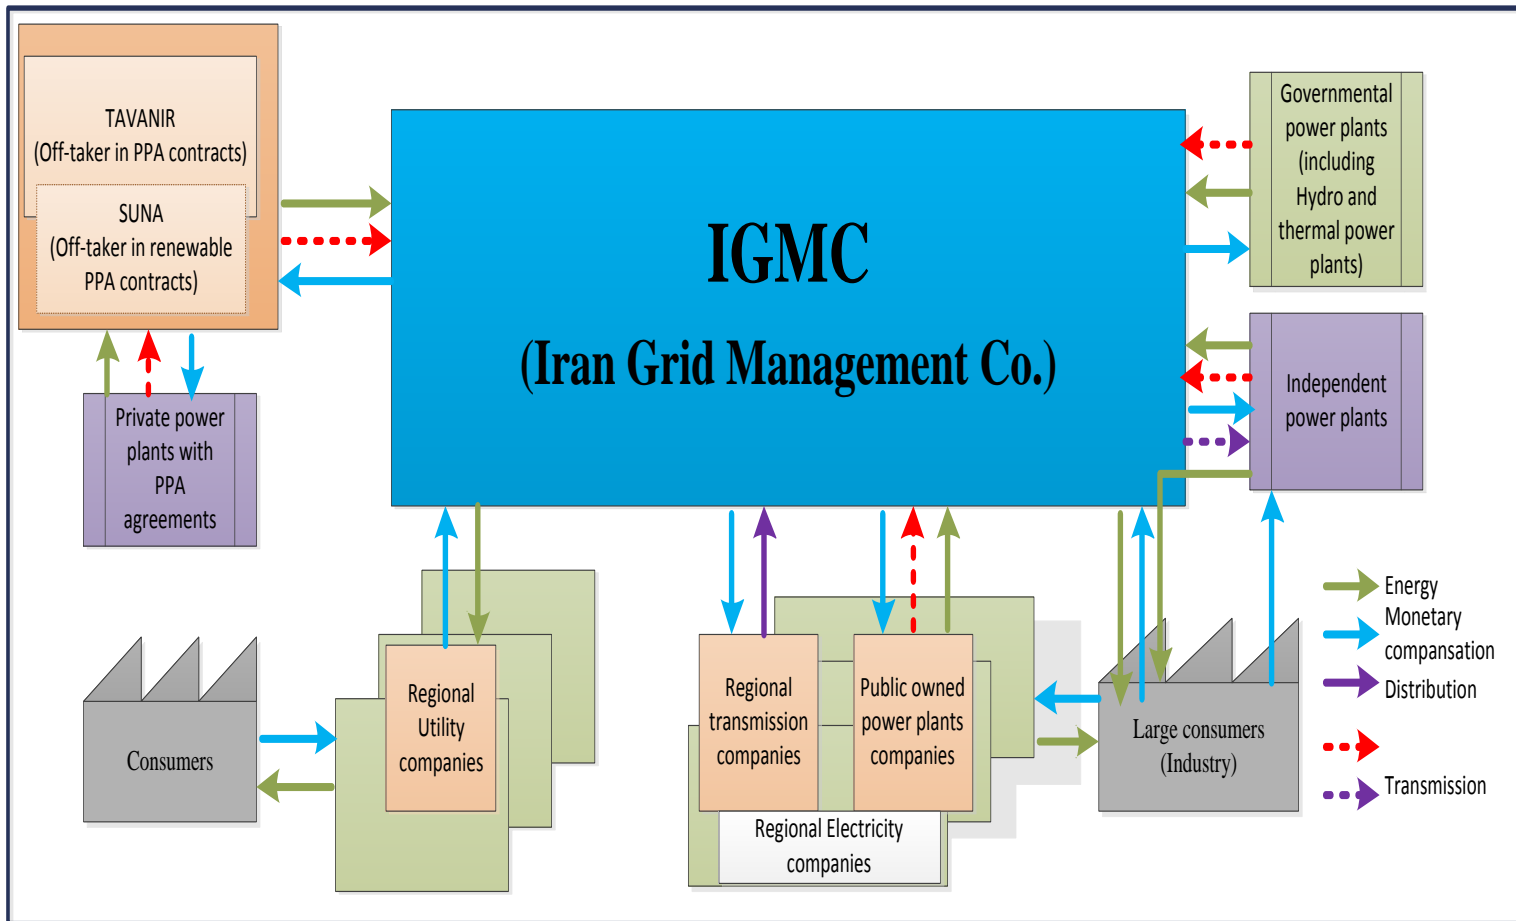 TAVANIR
(Off-taker in PPA contracts)
SUNA
(Off-taker in renewable
PPA contracts)
Private power
plants with
PPA
agreements
IGMC
(Iran Grid Management Co.)
Governmental
power plants
(including
Hydro and
thermal power
plants)
Independent
power plants
Consumers
Regional
Utility
companies
Regional
transmission
companies
Public owned
power plants
companies
Regional Electricity
companies
Large consumers
(Industry)
Energy
Monetary
compansation
Distribution
Transmission